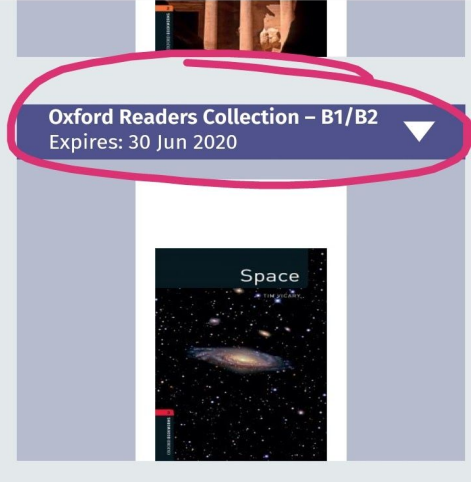 Oxford Readers Collection – B1/B2
Expires: 30 Jun 2020
Space
TIM VICARY